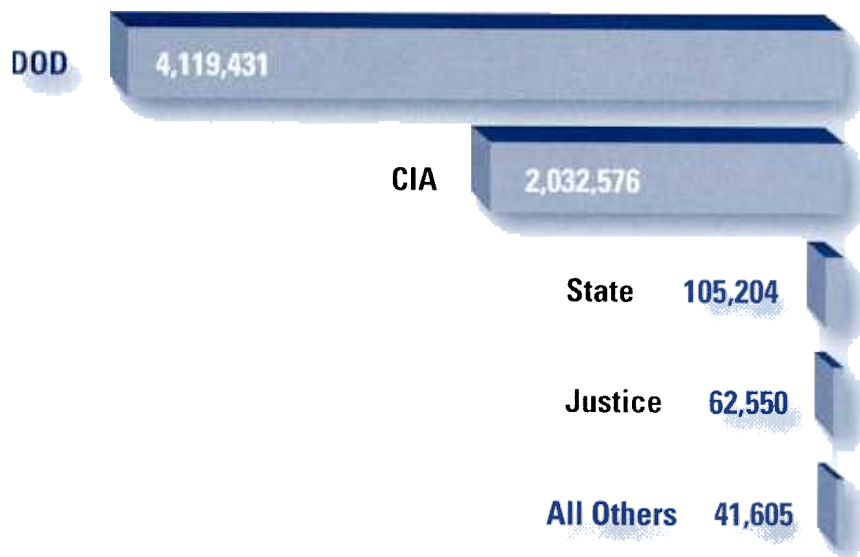 DOD 4,119,431
CIA 2,032,576
State 105,204
Justice 62,550
All Others 41,605